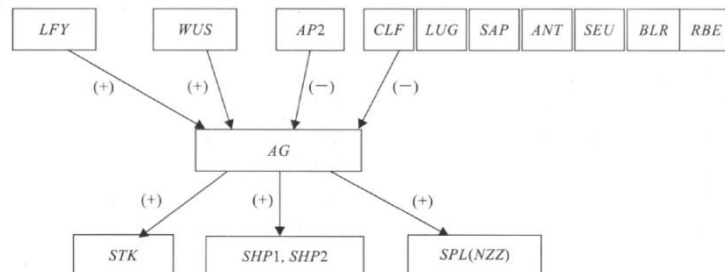 LFY WUS AP2 CLF LUG SAP ANT SEU BLR RBE
(+) (+) (−) (−)
AG
(+) (+) (+)
STK SHP1, SHP2 SPL(NZZ)